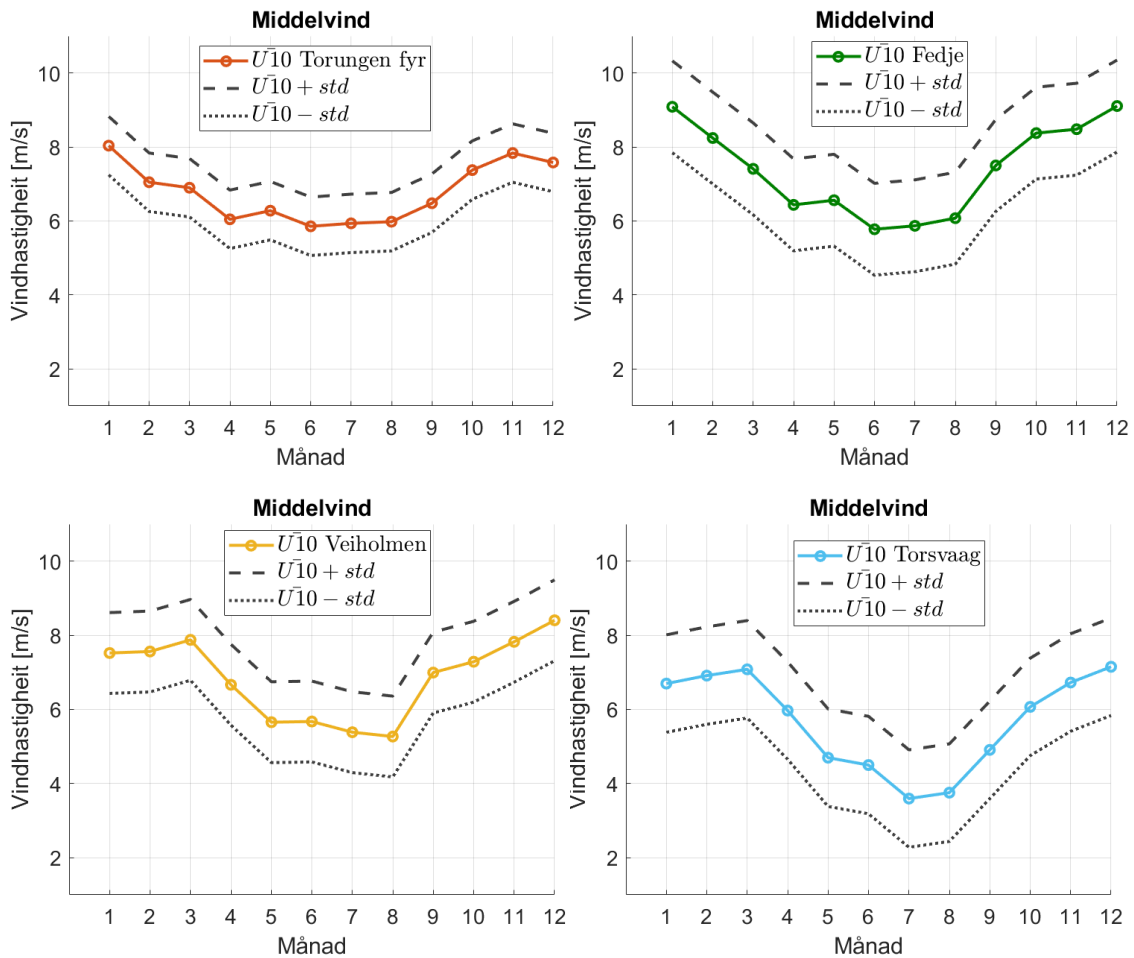 Middelvind
Ū10 Torungen fyr
Ū10 + std
Ū10 − std
Vindhastigheit [m/s]
10
8
6
4
2
1 2 3 4 5 6 7 8 9 10 11 12
Månad
Middelvind
Ū10 Fedje
Ū10 + std
Ū10 − std
Vindhastigheit [m/s]
10
8
6
4
2
1 2 3 4 5 6 7 8 9 10 11 12
Månad
Middelvind
Ū10 Veiholmen
Ū10 + std
Ū10 − std
Vindhastigheit [m/s]
10
8
6
4
2
1 2 3 4 5 6 7 8 9 10 11 12
Månad
Middelvind
Ū10 Torsvaag
Ū10 + std
Ū10 − std
Vindhastigheit [m/s]
10
8
6
4
2
1 2 3 4 5 6 7 8 9 10 11 12
Månad